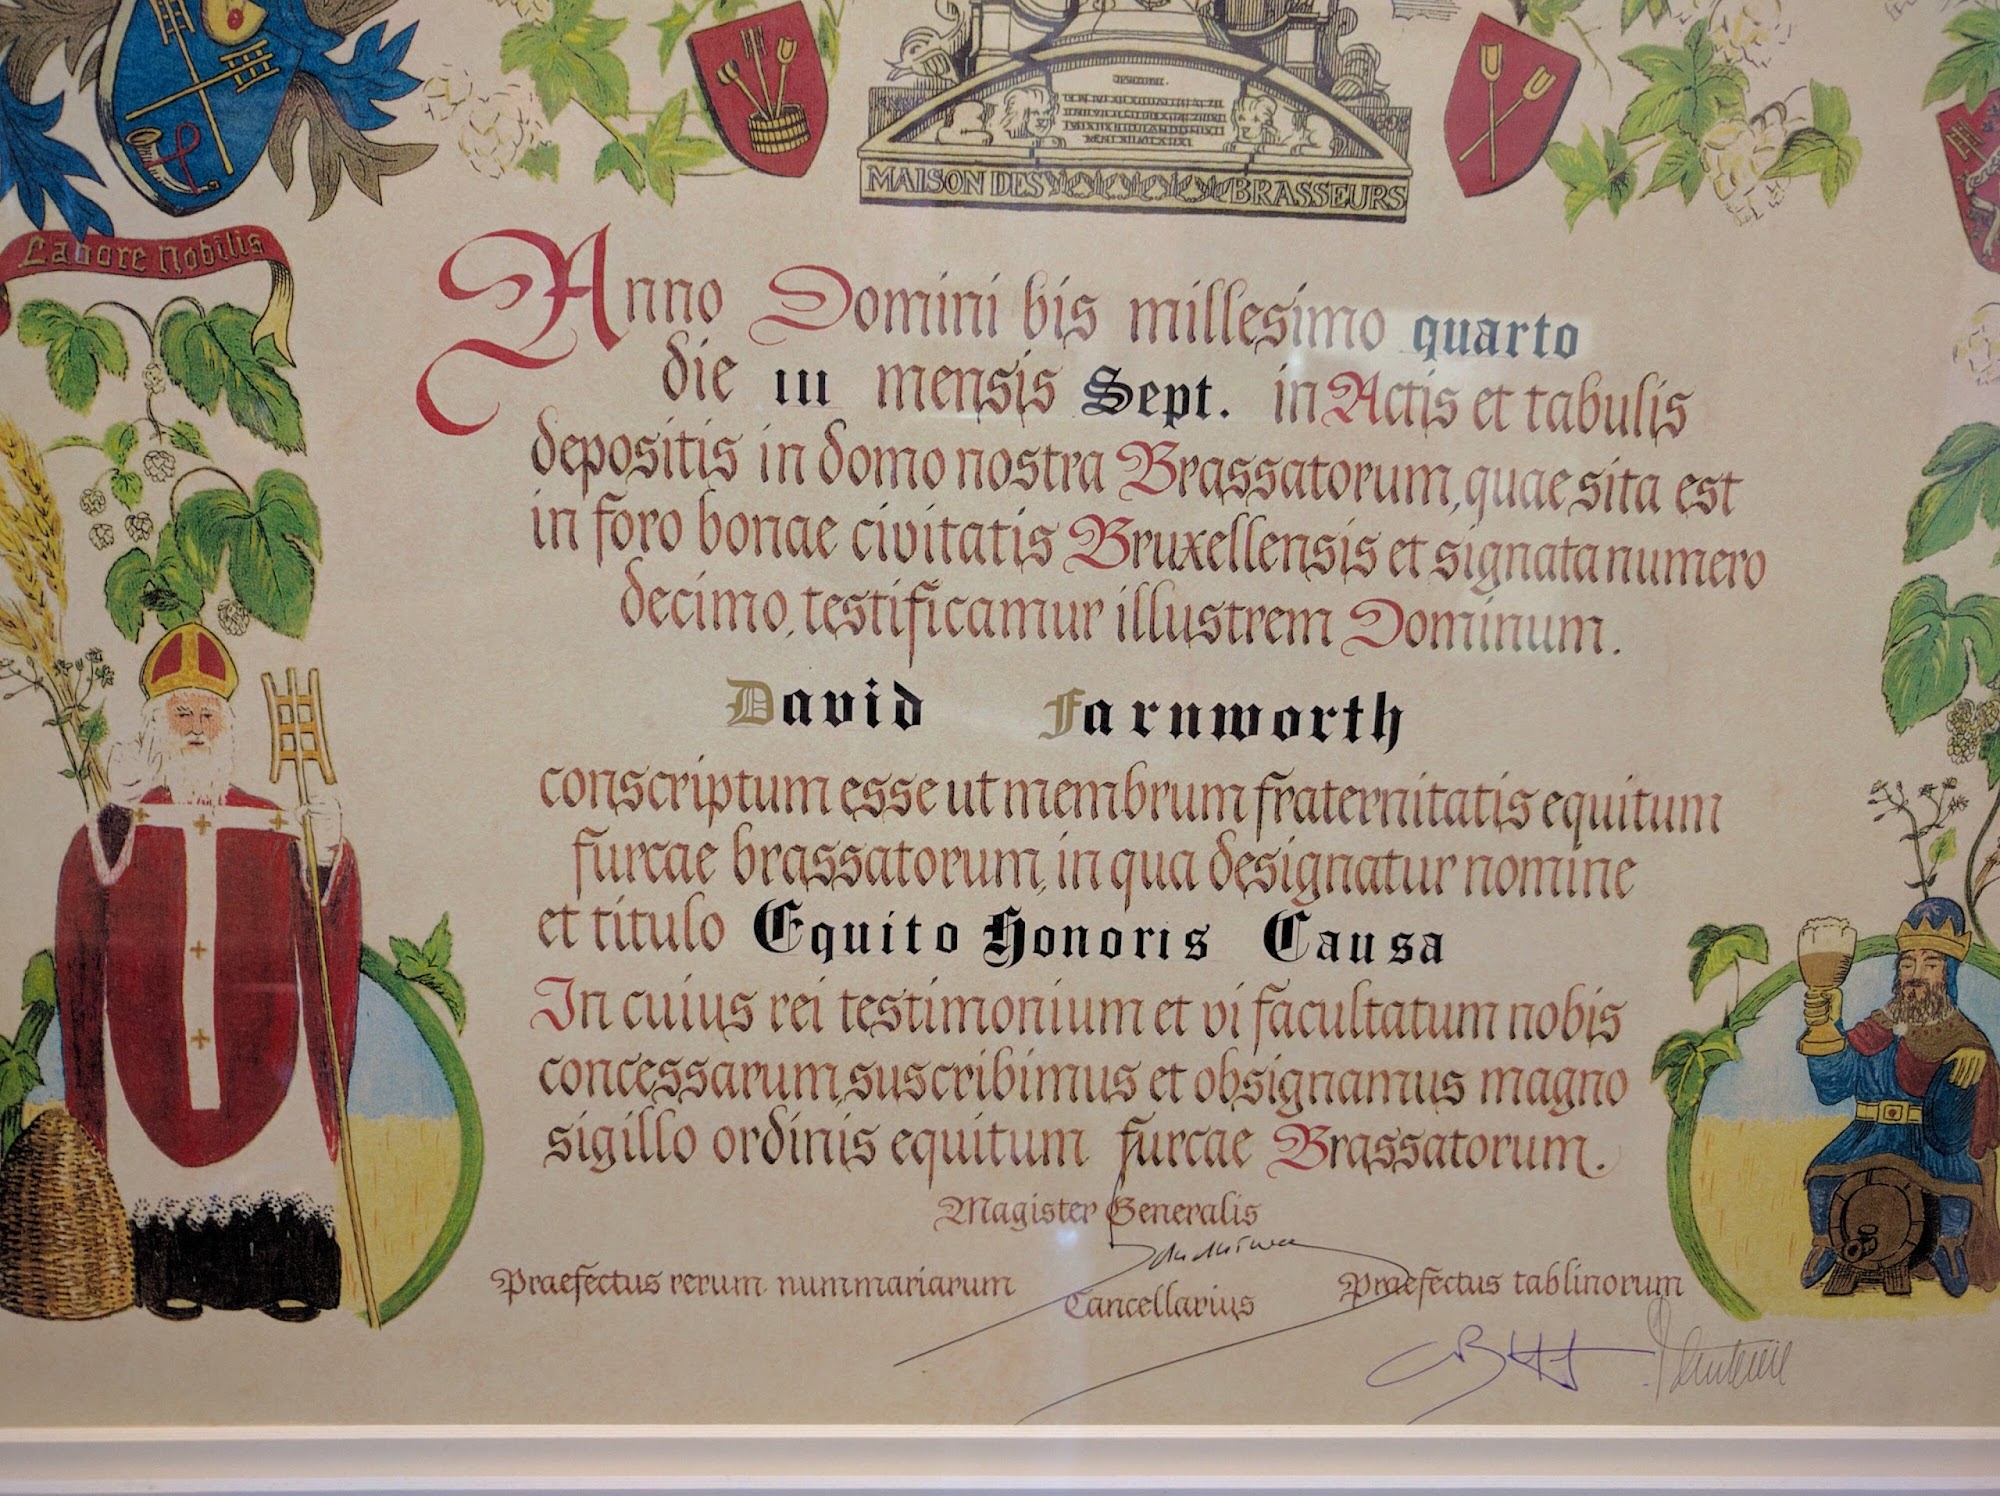 MAISON DES BRASSEURS
Labore Nobilis
Anno Domini bis millesimo quarto
die III mensis Sept. in Actis et tabulis
depositis in domo nostra Brassatorum, quae sita est
in foro bonae civitatis Bruxellensis et signata numero
decimo, testificamur illustrem Dominum.
David Farnworth
conscriptum esse ut membrum fraternitatis equitum
furcae brassatorum, in qua designatur nomine
et titulo Equito Honoris Causa
In cuius rei testimonium et vi facultatum nobis
concessarum, suscribimus et obsignamus magno
sigillo ordinis equitum furcae Brassatorum.
Magister Generalis
Praefectus rerum nummariarum
Cancellarius
Praefectus tablinorum